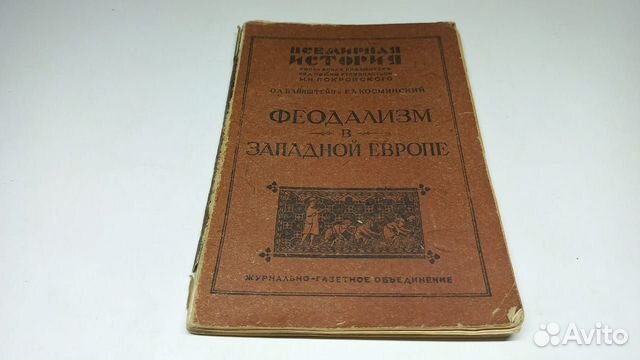 ВСЕМИРНАЯ
ИСТОРИЯ
М.Н. ПОКРОВСКОГО
О.Л. ВАЙНШТЕЙН и Е.А. КОСМИНСКИЙ
ФЕОДАЛИЗМ
В
ЗАПАДНОЙ ЕВРОПЕ
ЖУРНАЛЬНО-ГАЗЕТНОЕ ОБЪЕДИНЕНИЕ
Avito